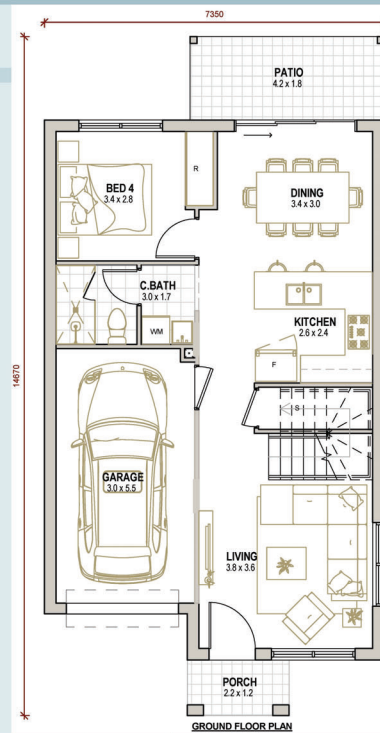 7350
14670
PATIO
4.2 x 1.8
BED 4
3.4 x 2.8
R
DINING
3.4 x 3.0
C.BATH
3.0 x 1.7
WM
KITCHEN
2.6 x 2.4
F
S
GARAGE
3.0 x 5.5
LIVING
3.8 x 3.6
PORCH
2.2 x 1.2
GROUND FLOOR PLAN